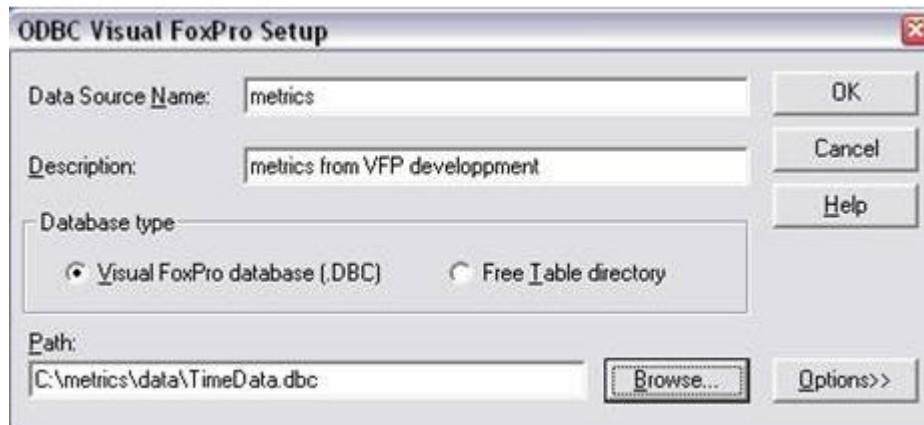 ODBC Visual FoxPro Setup
Data Source Name: metrics
OK
Description: metrics from VFP developpment
Cancel
Help
Database type
Visual FoxPro database (.DBC) Free Table directory
Path:
C:\metrics\data\TimeData.dbc
Browse...
Options>>